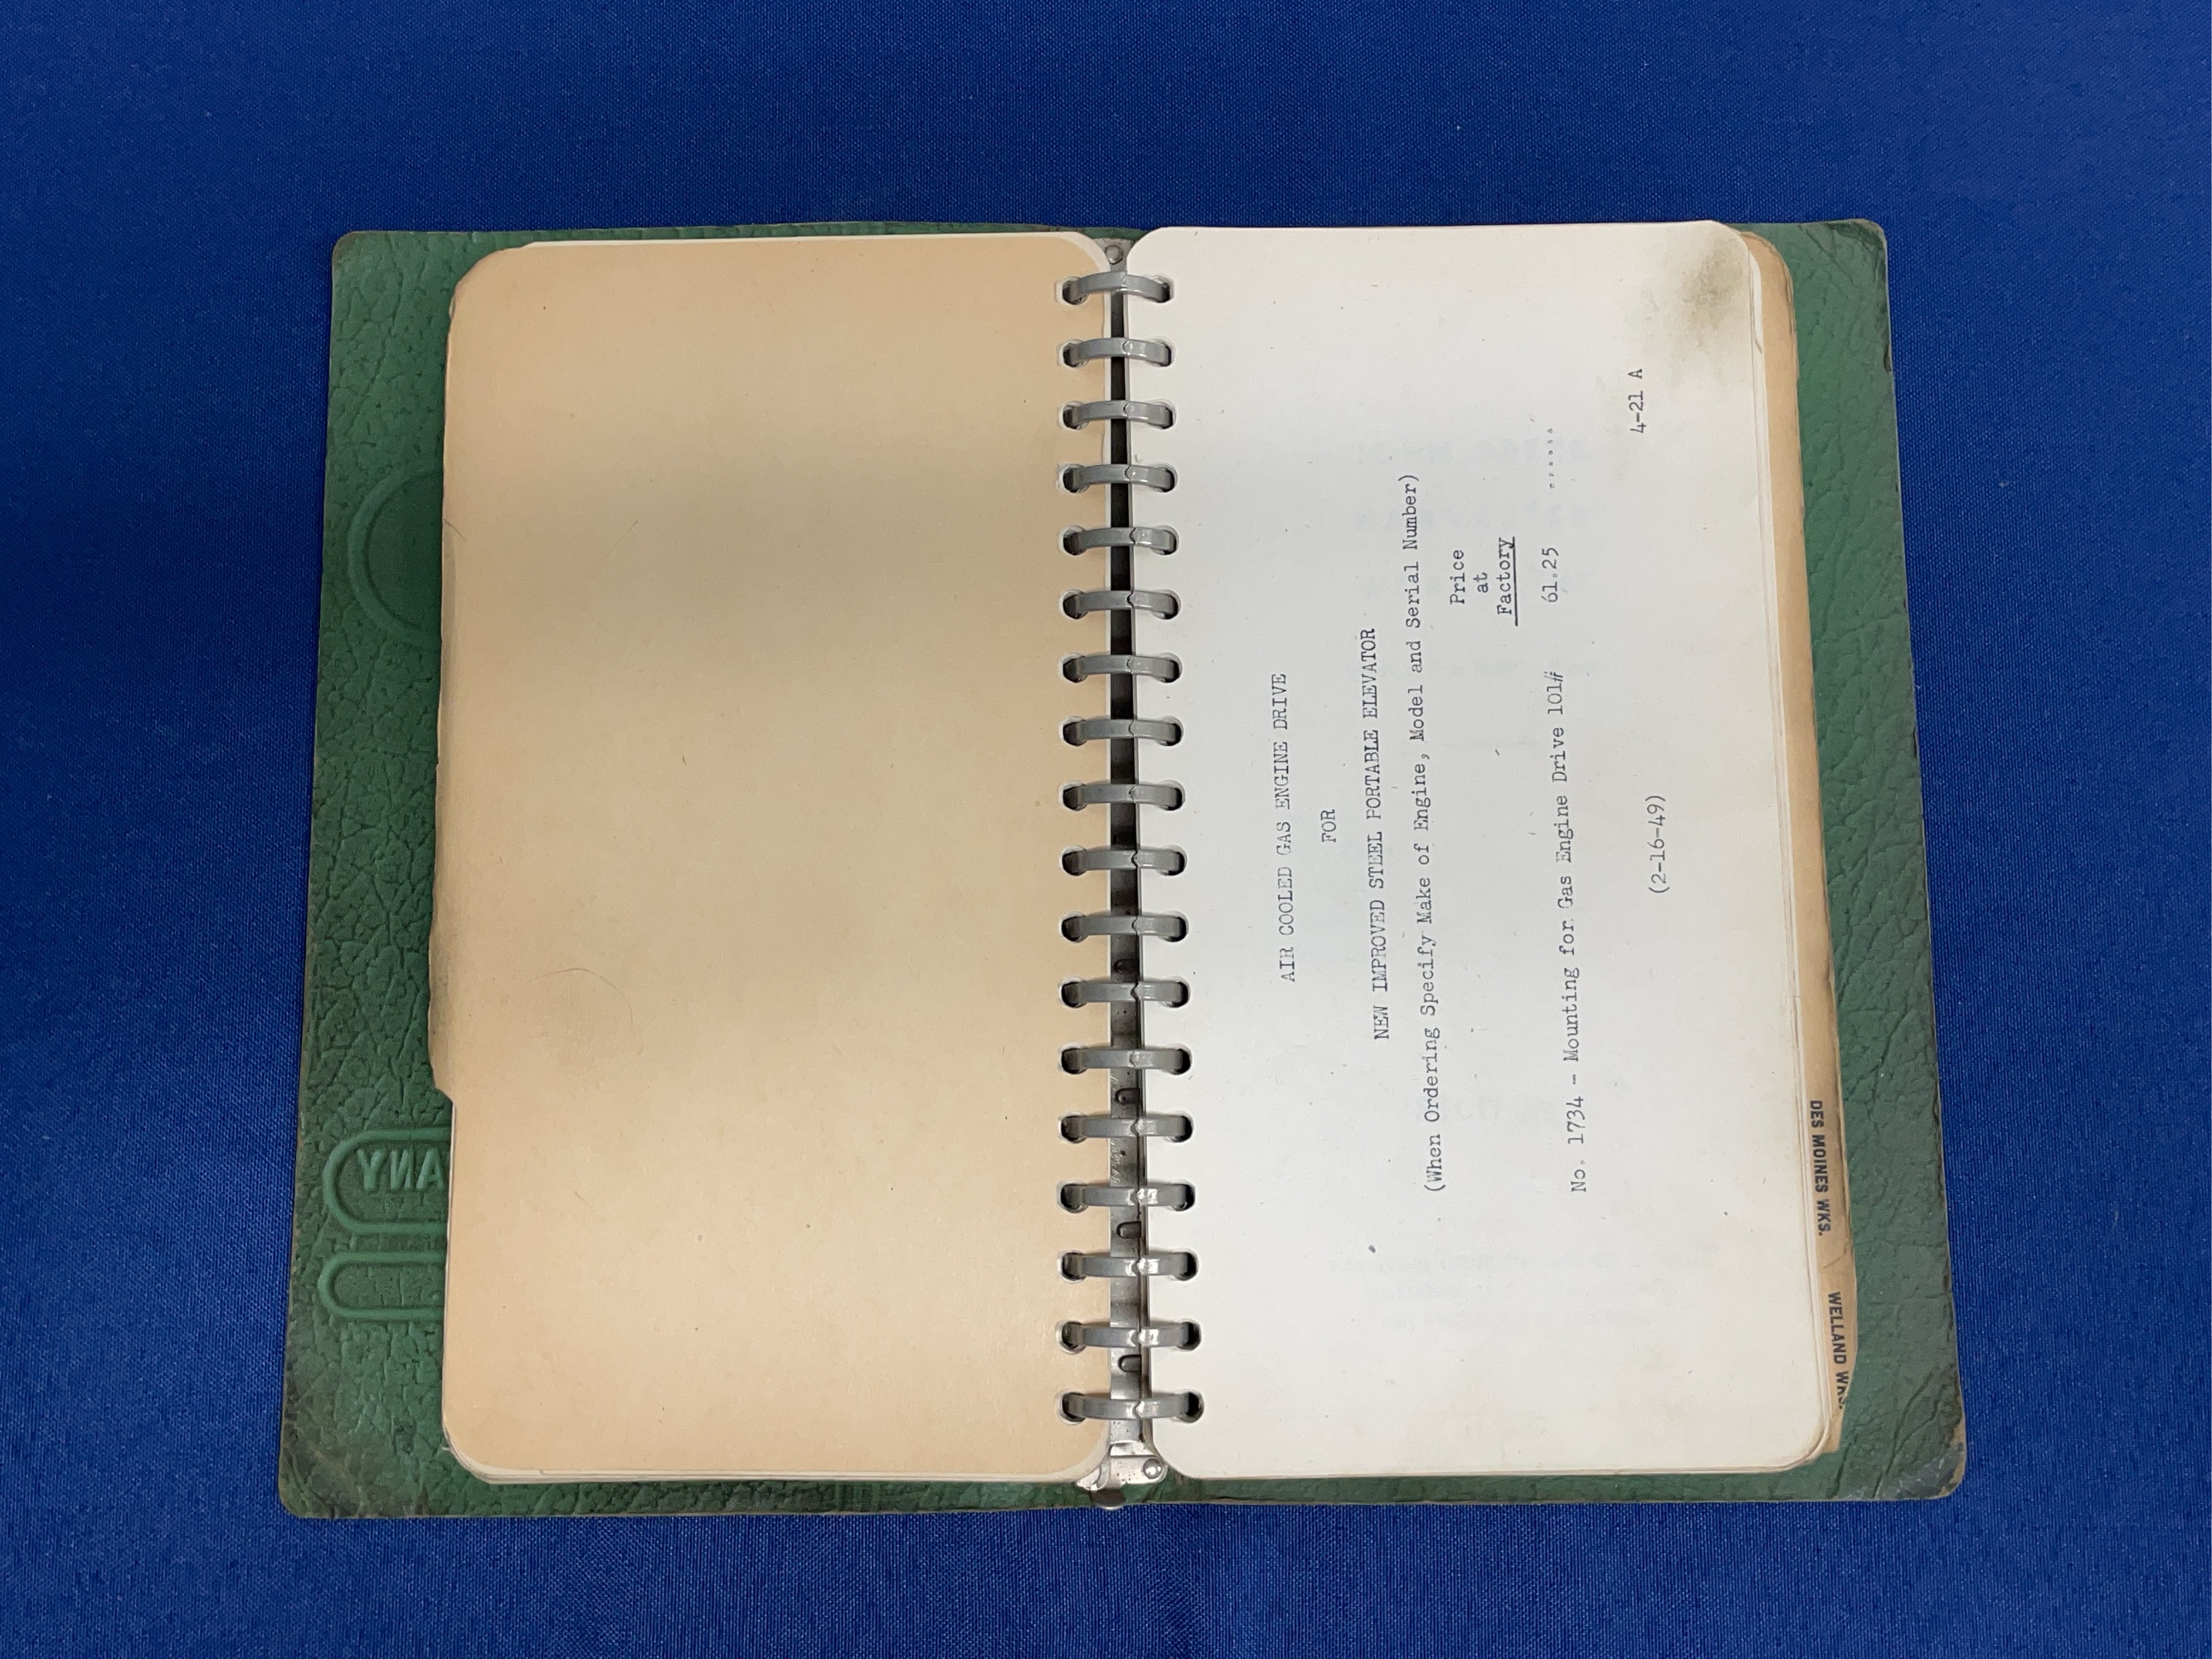 AIR COOLED GAS ENGINE DRIVE
FOR
NEW IMPROVED STEEL PORTABLE ELEVATOR
(When Ordering Specify Make of Engine, Model and Serial Number)
Price
at
Factory
No. 1734 - Mounting for Gas Engine Drive 101# 61.25 .......
4-21 A
(2-16-49)
DES MOINES WKS.
WELLAND WKS.
ANY